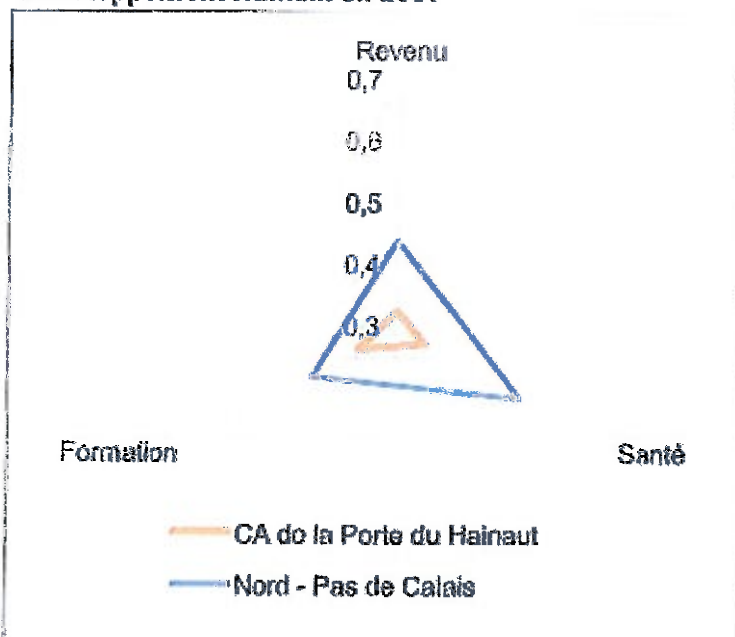 Revenu
0,7
0,6
0,5
0,4
0,3
Formation
Santé
CA do la Porte du Hainaut
Nord - Pas de Calais